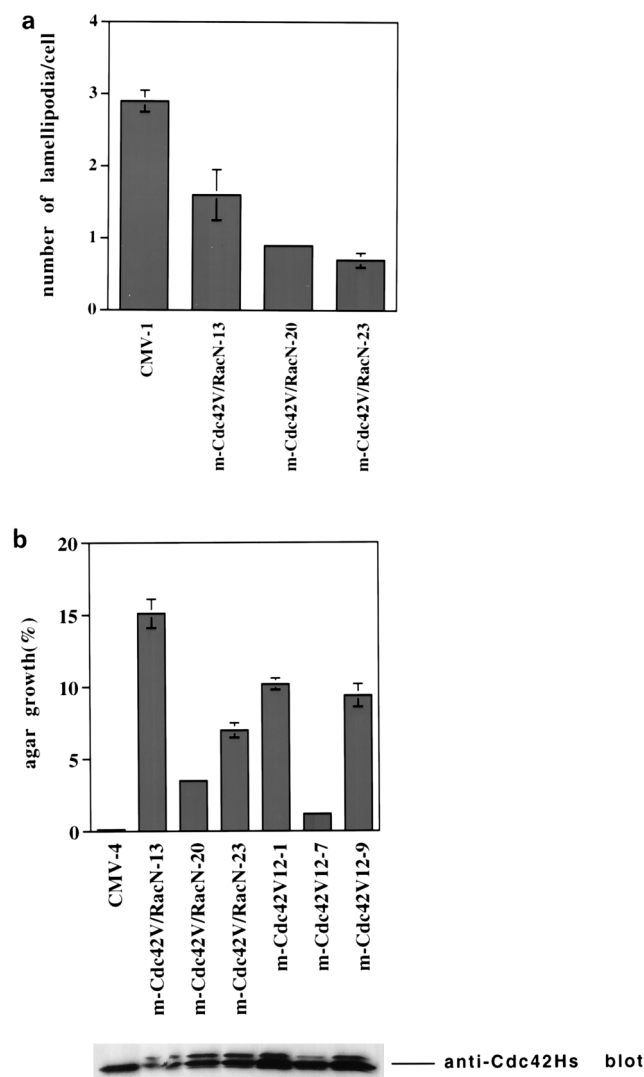 a
number of lamellipodia/cell
4
3
2
1
0
CMV-1
m-Cdc42V/RacN-13
m-Cdc42V/RacN-20
m-Cdc42V/RacN-23
b
agar growth(%)
20
15
10
5
0
CMV-4
m-Cdc42V/RacN-13
m-Cdc42V/RacN-20
m-Cdc42V/RacN-23
m-Cdc42V12-1
m-Cdc42V12-7
m-Cdc42V12-9
anti-Cdc42Hs blot